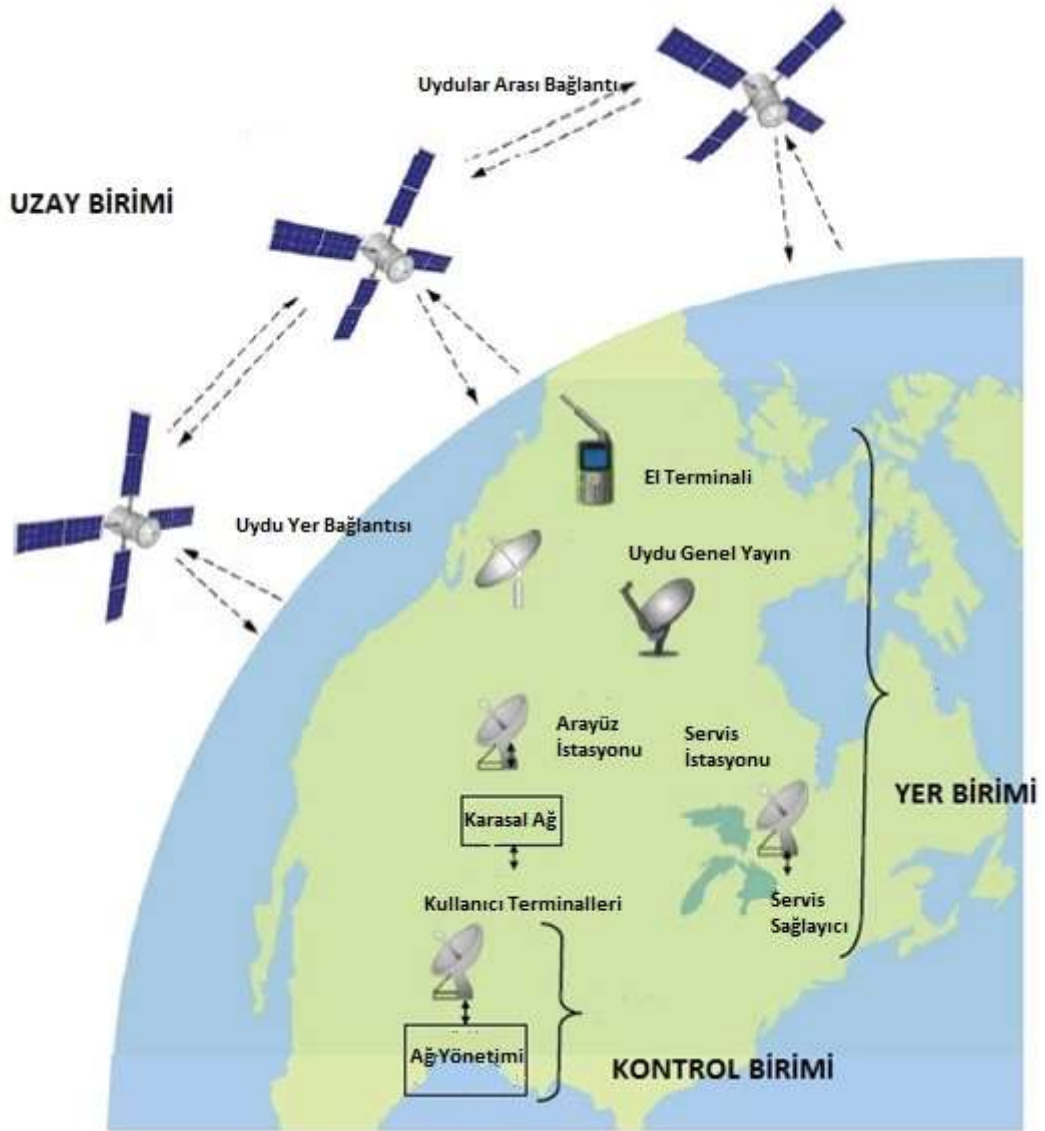 Uydular Arası Bağlantı
UZAY BİRİMİ
El Terminali
Uydu Yer Bağlantısı
Uydu Genel Yayın
Arayüz
İstasyonu
Servis
İstasyonu
YER BİRİMİ
Karasal Ağ
Kullanıcı Terminalleri
Servis
Sağlayıcı
Ağ Yönetimi
KONTROL BİRİMİ